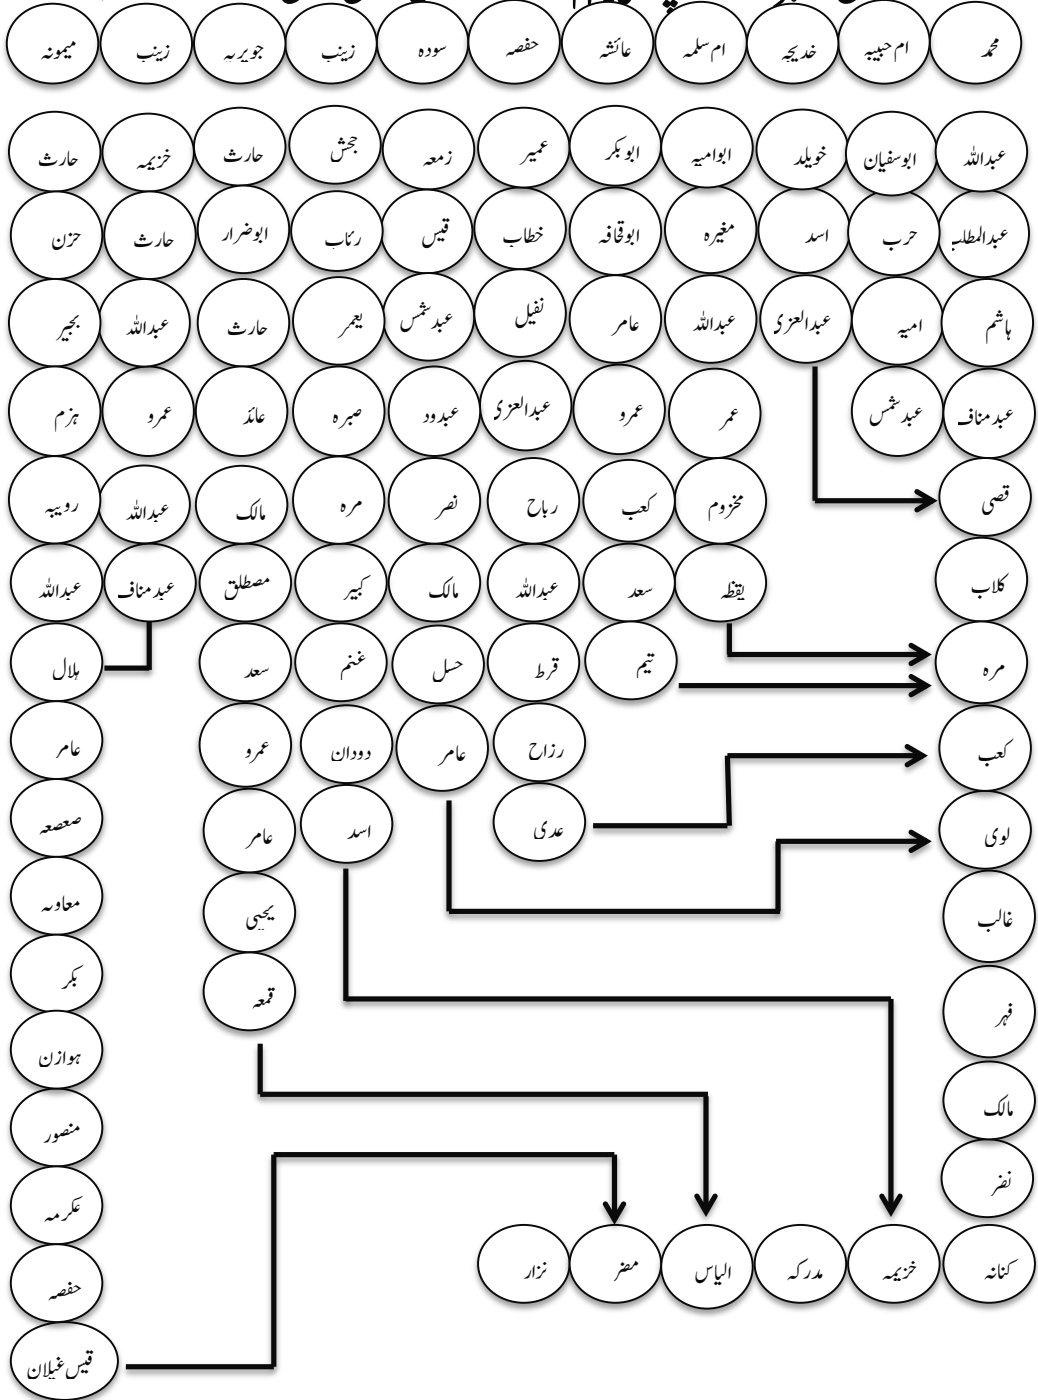 محمد ام حبیبہ خدیجہ ام سلمہ عائشہ حفصہ سودہ زینب جویریہ زینب میمونہ
عبداللہ ابوسفیان خویلد ابوامیہ ابوبکر عمیر زمعہ جحش حارث خزیمہ حارث
عبدالمطلب حرب اسد مغیرہ ابوقحافہ خطاب قیس رئاب ابوضرار حارث حزن
ہاشم امیہ عبدالعزی عبداللہ عامر نفیل عبدشمس یعمر حارث عبداللہ بجیر
عبدمناف عبدشمس عمر عمرو عبدالعزی عبدود صبرہ عائذ عمرو ہزم
قصی مخزوم کعب رباح نصر مرہ مالک عبداللہ رویبہ
کلاب یقظہ سعد عبداللہ مالک کبیر مصطلق عبدمناف عبداللہ
مرہ تیم قرط حسل غنم سعد ہلال
کعب رزاح عامر دودان عمرو عامر
لوی عدی اسد عامر صعصعہ
غالب یحیی معاویہ
فہر قمعہ بکر
ہوازن
مالک منصور
نضر عکرمہ
کنانہ خزیمہ مدرکہ الیاس مضر نزار حفصہ
قیس غیلان